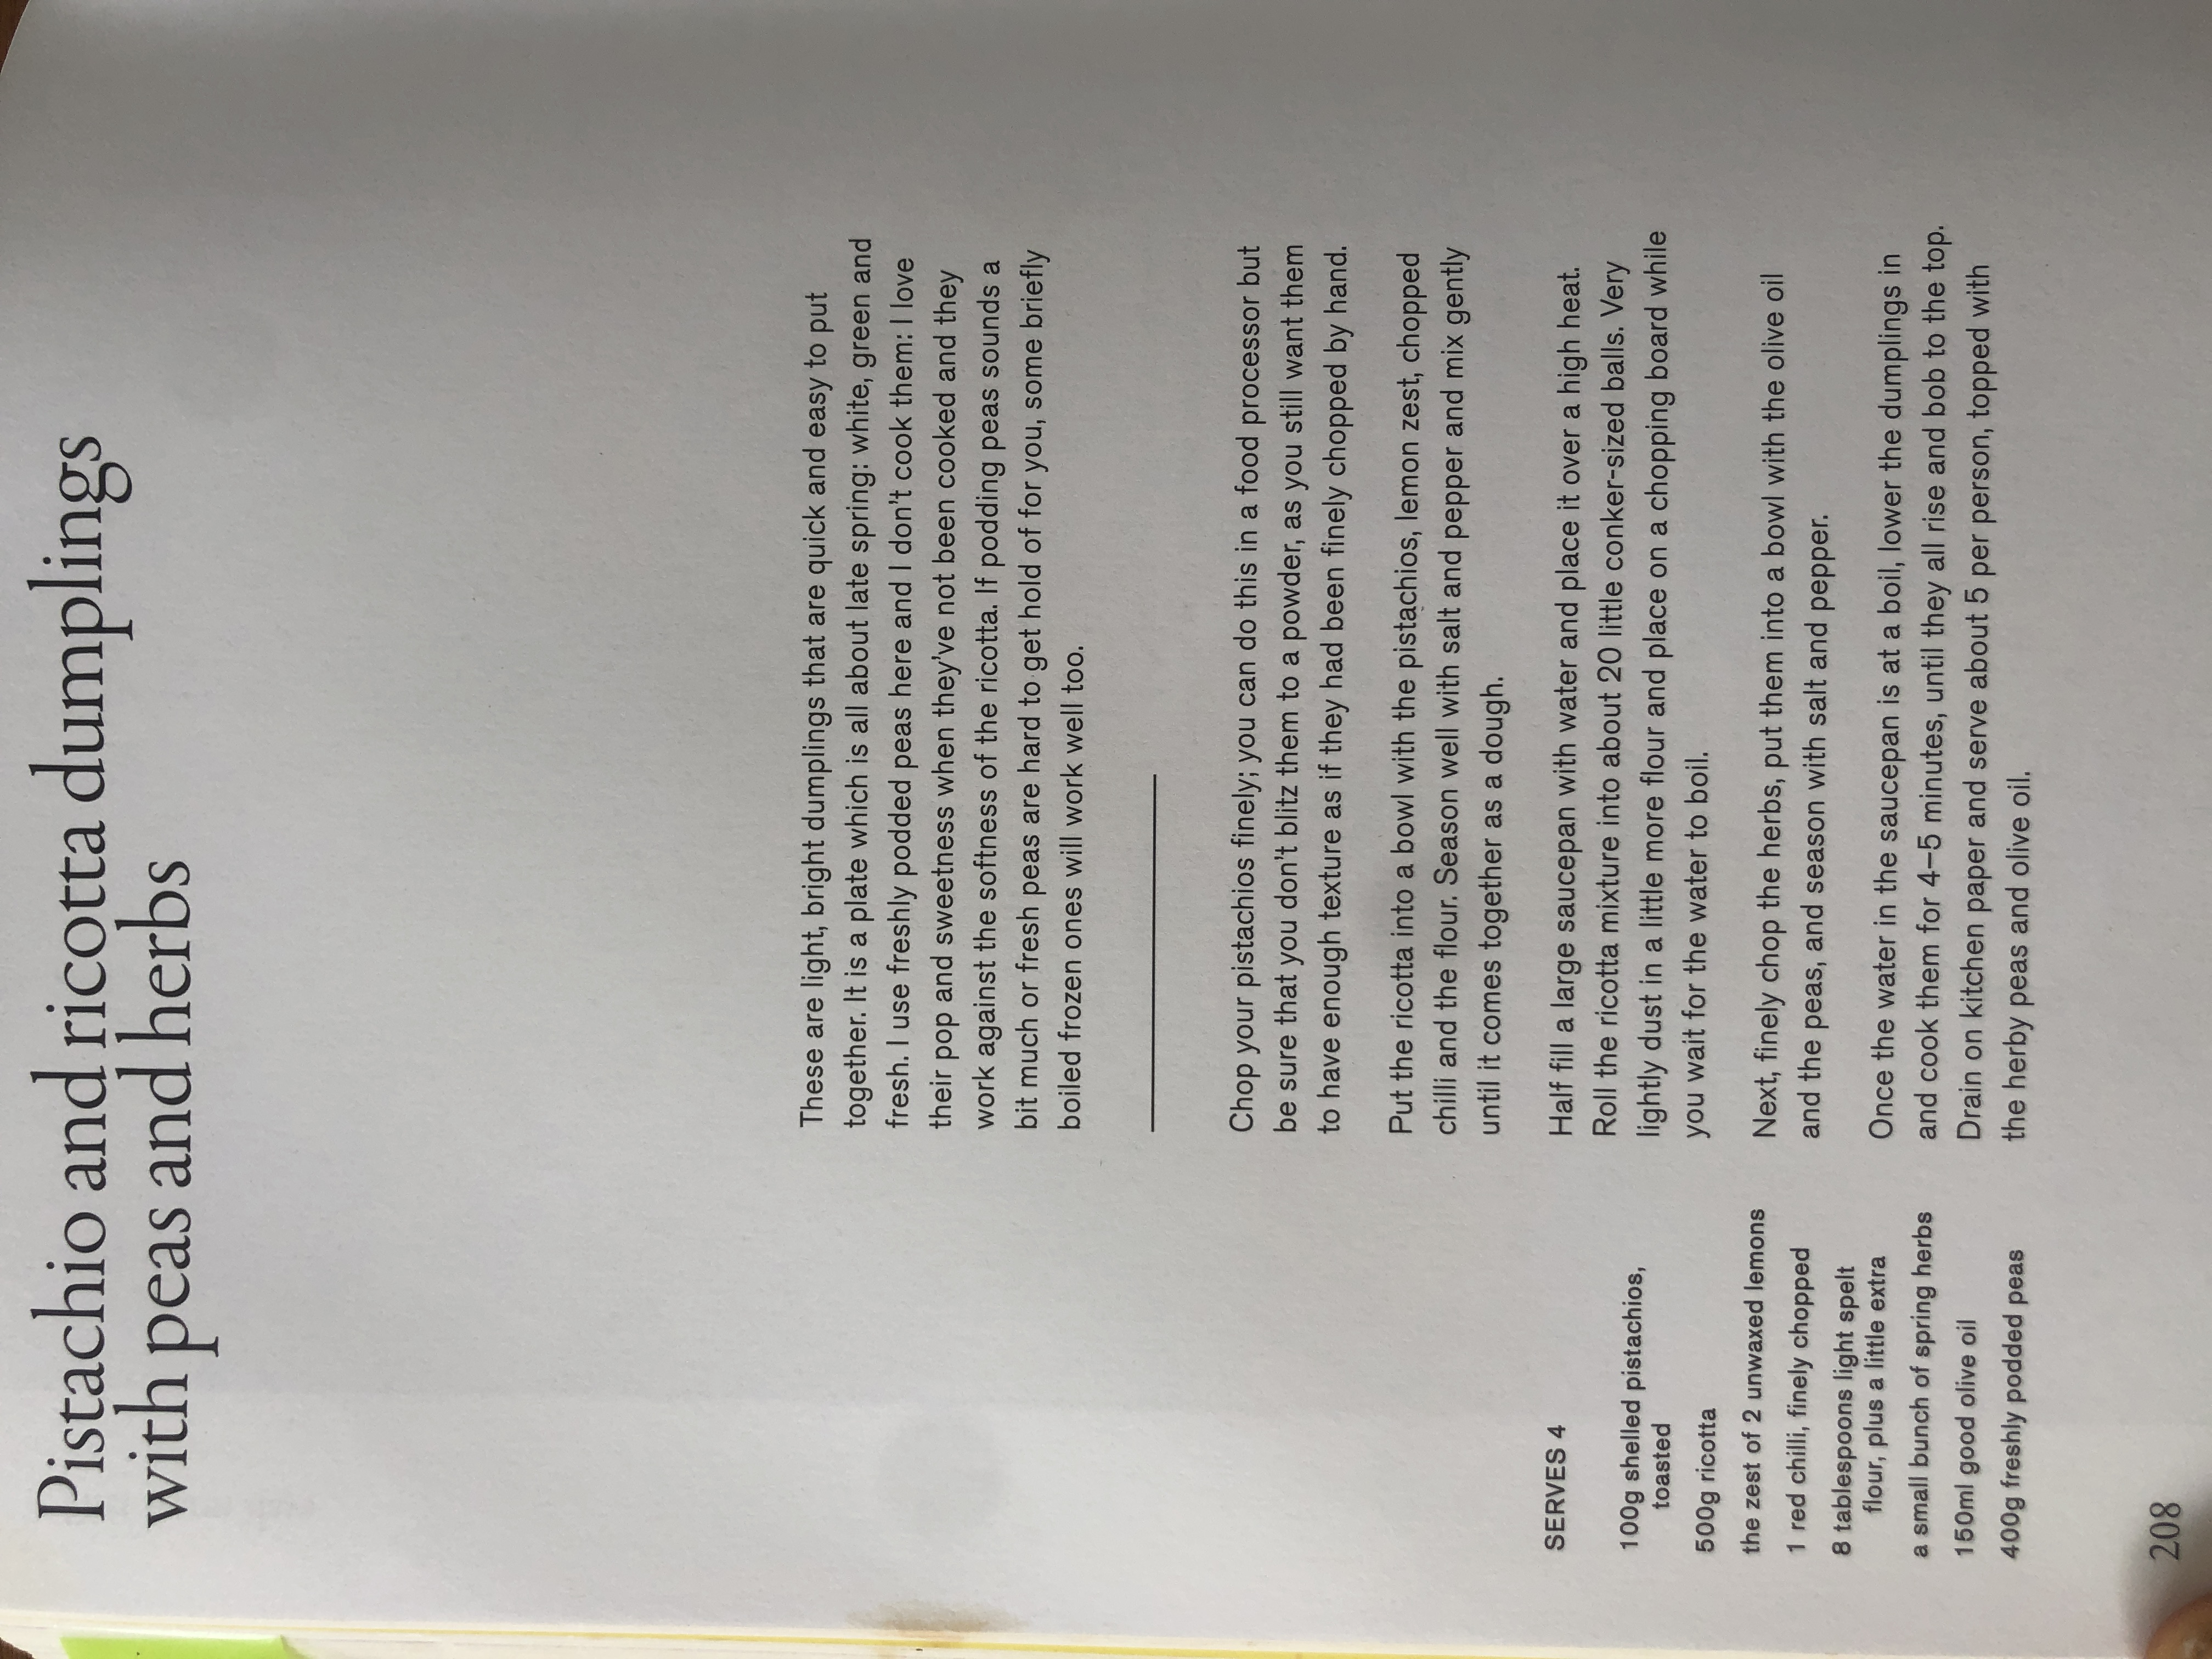 Pistachio and ricotta dumplings
with peas and herbs
These are light, bright dumplings that are quick and easy to put
together. It is a plate which is all about late spring: white, green and
fresh. I use freshly podded peas here and I don't cook them: I love
their pop and sweetness when they've not been cooked and they
work against the softness of the ricotta. If podding peas sounds a
bit much or fresh peas are hard to get hold of for you, some briefly
boiled frozen ones will work well too.
Chop your pistachios finely; you can do this in a food processor but
be sure that you don't blitz them to a powder, as you still want them
to have enough texture as if they had been finely chopped by hand.
Put the ricotta into a bowl with the pistachios, lemon zest, chopped
chilli and the flour. Season well with salt and pepper and mix gently
until it comes together as a dough.
Half fill a large saucepan with water and place it over a high heat.
Roll the ricotta mixture into about 20 little conker-sized balls. Very
lightly dust in a little more flour and place on a chopping board while
you wait for the water to boil.
Next, finely chop the herbs, put them into a bowl with the olive oil
and the peas, and season with salt and pepper.
Once the water in the saucepan is at a boil, lower the dumplings in
and cook them for 4–5 minutes, until they all rise and bob to the top.
Drain on kitchen paper and serve about 5 per person, topped with
the herby peas and olive oil.
SERVES 4
100g shelled pistachios,
toasted
500g ricotta
the zest of 2 unwaxed lemons
1 red chilli, finely chopped
8 tablespoons light spelt
flour, plus a little extra
a small bunch of spring herbs
150ml good olive oil
400g freshly podded peas
208